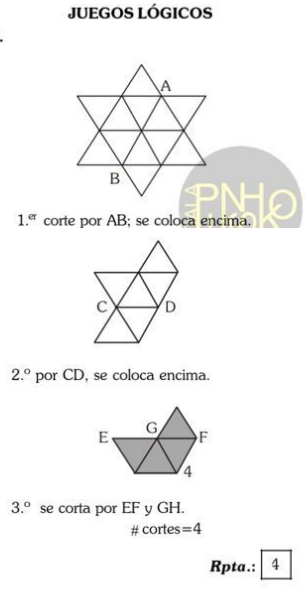 JUEGOS LÓGICOS
.
A
B
PNHO
1.er corte por AB; se coloca encima.
C
D
2.º por CD, se coloca encima.
E
G
F
4
3.º se corta por EF y GH.
# cortes=4
Rpta.: 4